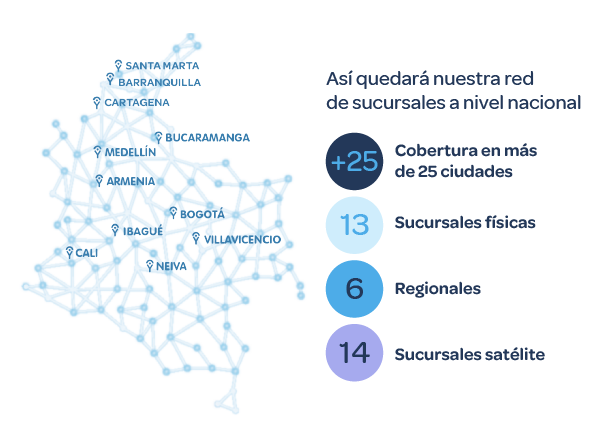 SANTA MARTA
BARRANQUILLA
CARTAGENA
BUCARAMANGA
MEDELLÍN
ARMENIA
BOGOTÁ
IBAGUÉ
VILLAVICENCIO
CALI
NEIVA
Así quedará nuestra red
de sucursales a nivel nacional
+25
Cobertura en más
de 25 ciudades
13
Sucursales físicas
6
Regionales
14
Sucursales satélite